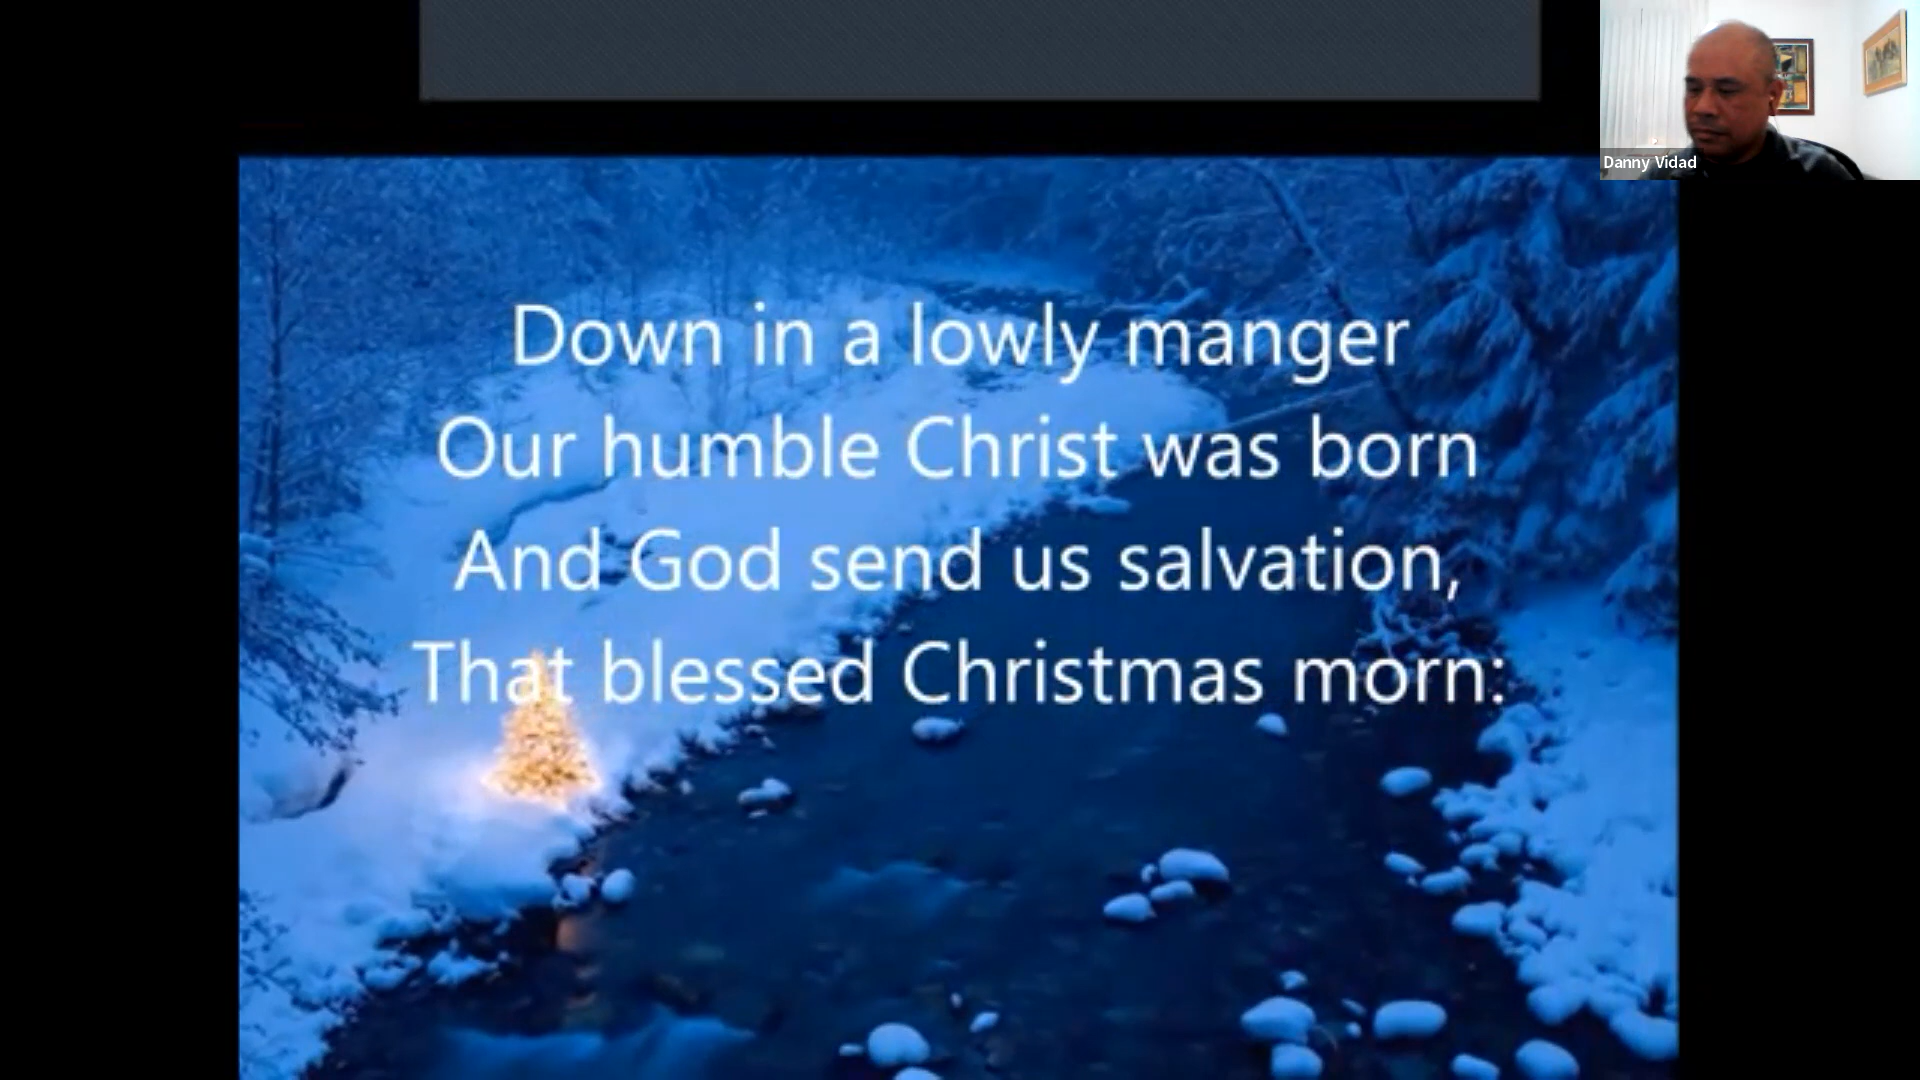 Down in a lowly manger
Our humble Christ was born
And God send us salvation,
That blessed Christmas morn:
Danny Vidad